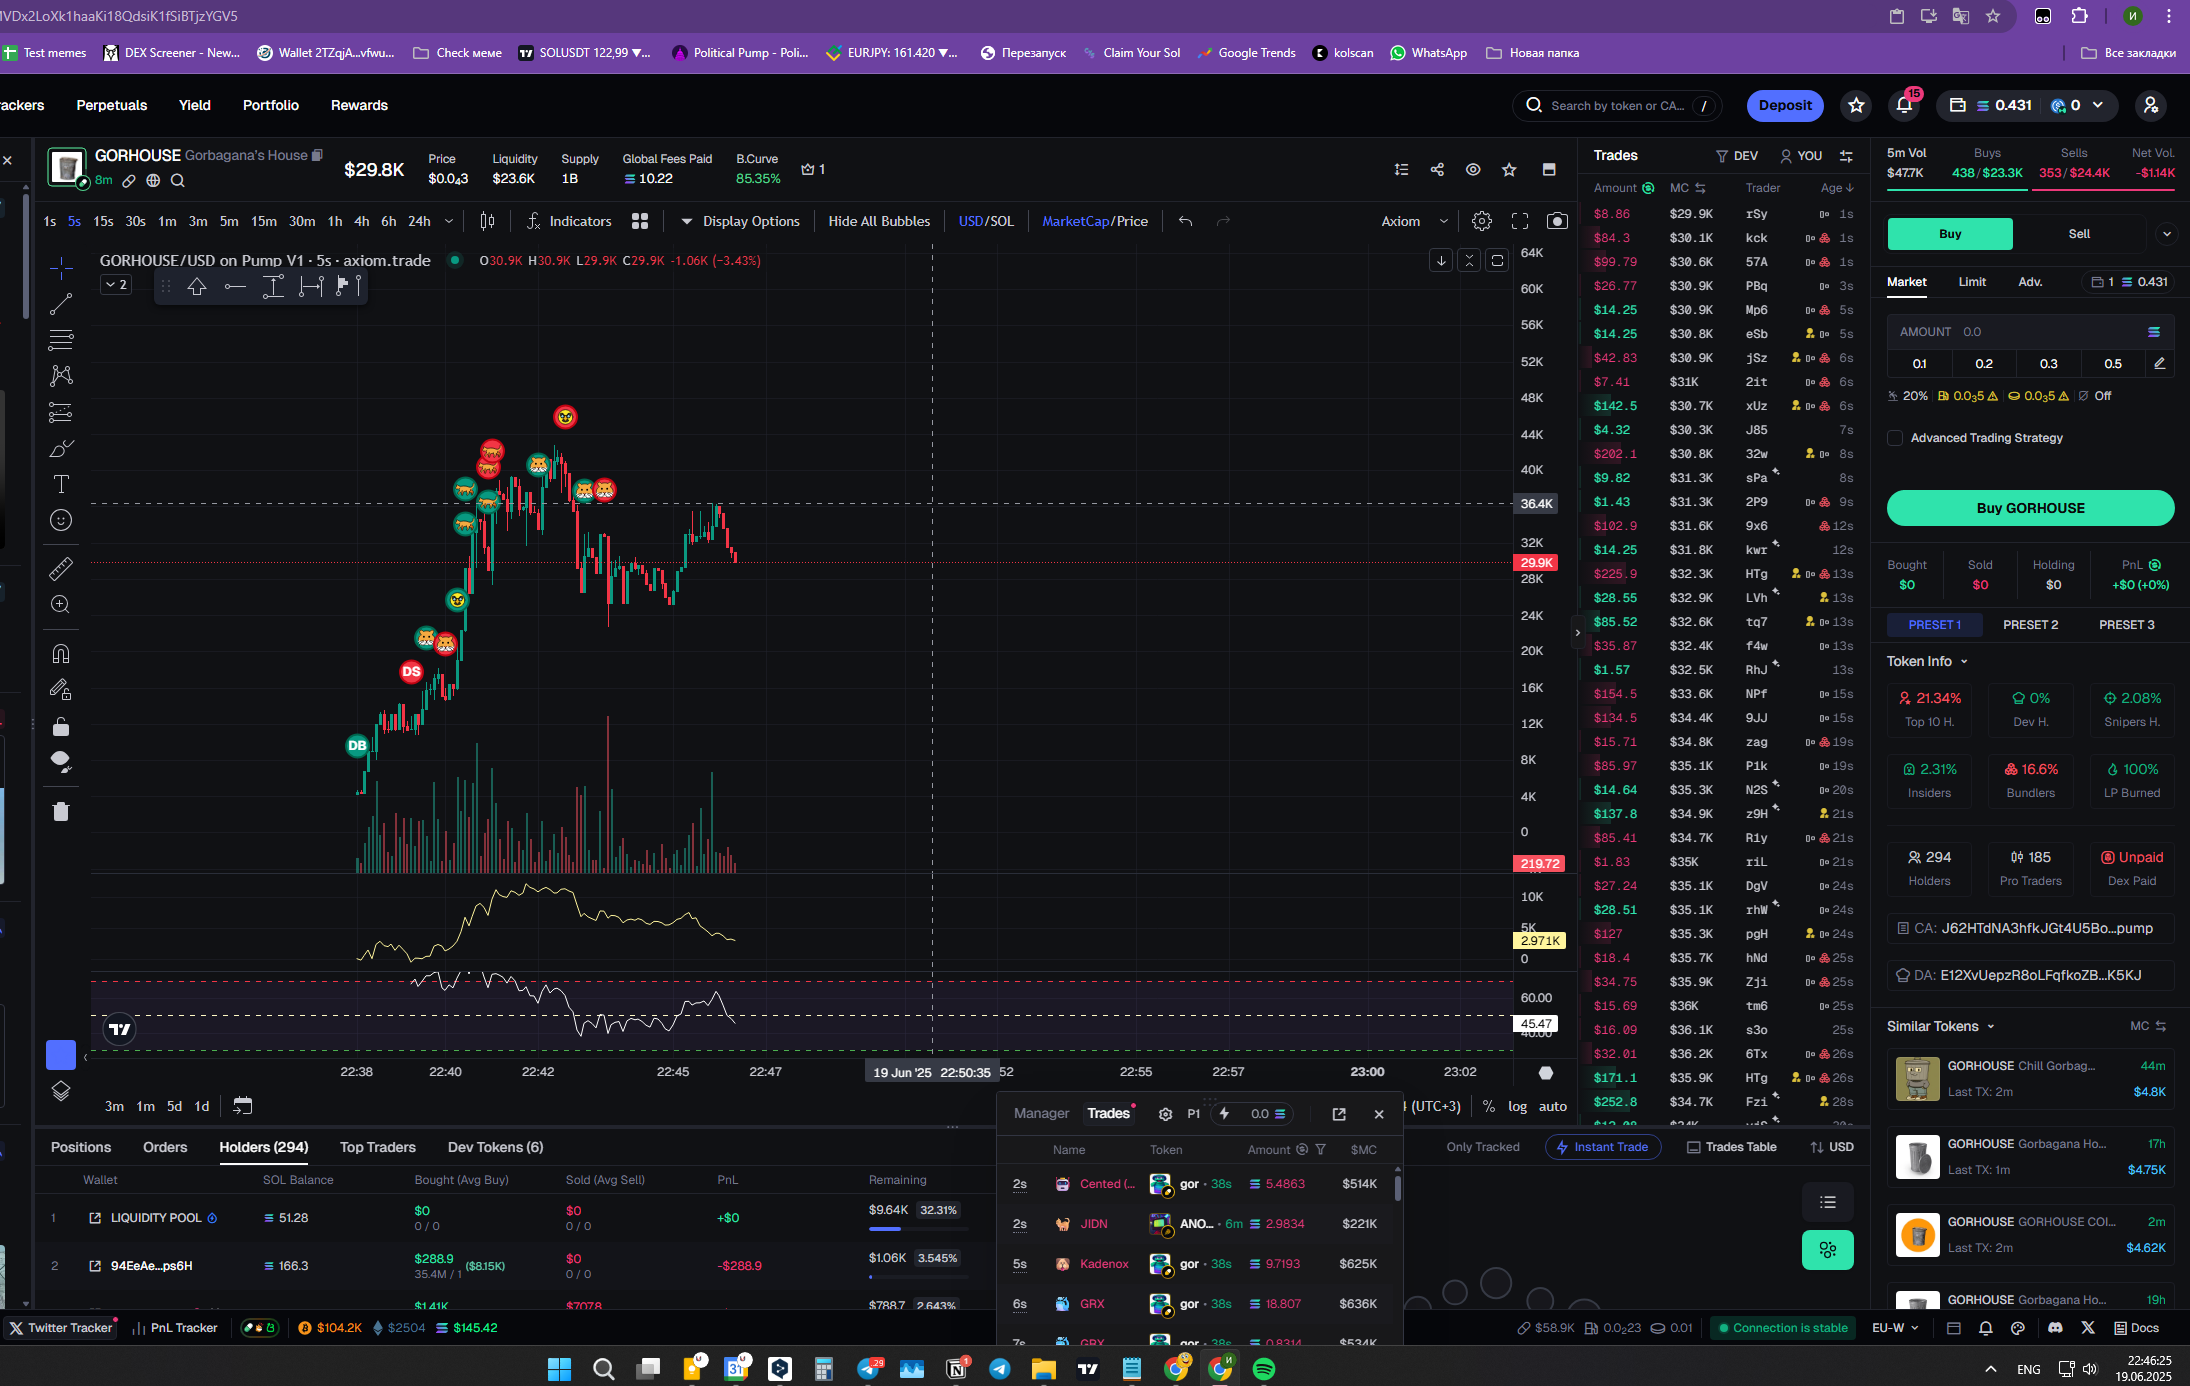 IVDx2LoXk1haaKi18QdsiK1fSiBTjzYGV5
И
Test memes
DEX Screener - New...
Wallet 2TZqjA...vfwu...
Check меме
SOLUSDT 122,99 ▼...
Political Pump - Poli...
EURJPY: 161.420 ▼...
Перезапуск
Claim Your Sol
Google Trends
kolscan
WhatsApp
Новая папка
Все закладки
rackers
Perpetuals
Yield
Portfolio
Rewards
Search by token or CA...
/
Deposit
15
0.431
0
GORHOUSE Gorbagana's House
8m
$29.8K
Price
$0.0₄3
Liquidity
$23.6K
Supply
1B
Global Fees Paid
10.22
B.Curve
85.35%
1
1s 5s 15s 30s 1m 3m 5m 15m 30m 1h 4h 6h 24h
Indicators
Display Options
Hide All Bubbles
USD/SOL
MarketCap/Price
Axiom
GORHOUSE/USD on Pump V1 · 5s · axiom.trade
O30.9K H30.9K L29.9K C29.9K -1.06K (−3.43%)
2
DB
DS
64K
60K
56K
52K
48K
44K
40K
36.4K
32K
29.9K
28K
24K
20K
16K
12K
8K
4K
0
219.72
10K
5K
2.971K
0
60.00
45.47
40.00
22:38
22:40
22:42
22:45
22:47
19 Jun '25 22:50:35
52
22:55
22:57
23:00
23:02
3m 1m 5d 1d
(UTC+3)
% log auto
Trades
DEV
YOU
Amount MC Trader Age
$8.86 $29.9K rSy 1s
$84.3 $30.1K kck 1s
$99.79 $30.6K 57A 1s
$26.77 $30.9K PBq 3s
$14.25 $30.9K Mp6 5s
$14.25 $30.8K eSb 5s
$42.83 $30.9K jSz 6s
$7.41 $31K 2it 6s
$142.5 $30.7K xUz 6s
$4.32 $30.3K J85 7s
$202.1 $30.8K 32w 8s
$9.82 $31.3K sPa 8s
$1.43 $31.3K 2P9 9s
$102.9 $31.6K 9x6 12s
$14.25 $31.8K kwr 12s
$225.9 $32.3K HTg 13s
$28.55 $32.9K LVh 13s
$85.52 $32.6K tq7 13s
$35.87 $32.4K f4w 13s
$1.57 $32.5K RhJ 13s
$154.5 $33.6K NPf 15s
$134.5 $34.4K 9JJ 15s
$15.71 $34.8K zag 19s
$85.97 $35.1K P1k 19s
$14.64 $35.3K N2S 20s
$137.8 $34.9K z9H 21s
$85.41 $34.7K R1y 21s
$1.83 $35K riL 21s
$27.24 $35.1K DgV 24s
$28.51 $35.1K rhW 24s
$127 $35.3K pgH 24s
$18.4 $35.7K hNd 25s
$34.75 $35.9K Zji 25s
$15.69 $36K tm6 25s
$16.09 $36.1K s3o 25s
$32.01 $36.2K 6Tx 26s
$171.1 $35.9K HTg 26s
$252.8 $34.7K Fzi 28s
5m Vol
$47.7K
Buys
438/$23.3K
Sells
353/$24.4K
Net Vol.
-$1.14K
Buy
Sell
Market
Limit
Adv.
1 0.431
AMOUNT 0.0
0.1 0.2 0.3 0.5
20% 0.0₃5 0.0₃5 Off
Advanced Trading Strategy
Buy GORHOUSE
Bought
$0
Sold
$0
Holding
$0
PnL
+$0 (+0%)
PRESET 1
PRESET 2
PRESET 3
Token Info
21.34%
Top 10 H.
0%
Dev H.
2.08%
Snipers H.
2.31%
Insiders
16.6%
Bundlers
100%
LP Burned
294
Holders
185
Pro Traders
Unpaid
Dex Paid
CA: J62HTdNA3hfkJGt4U5Bo...pump
DA: E12XvUepzR8oLFqfkoZB...K5KJ
Similar Tokens
MC
GORHOUSE Chill Gorbag... 44m
Last TX: 2m $4.8K
GORHOUSE Gorbagana Ho... 17h
Last TX: 1m $4.75K
GORHOUSE GORHOUSE COI... 2m
Last TX: 2m $4.62K
GORHOUSE Gorbagana Ho... 19h
Positions
Orders
Holders (294)
Top Traders
Dev Tokens (6)
Only Tracked
Instant Trade
Trades Table
USD
Wallet SOL Balance Bought (Avg Buy) Sold (Avg Sell) PnL Remaining
1 LIQUIDITY POOL 51.28 $0 $0 +$0 $9.64K 32.31%
0 / 0 0 / 0
2 94EeAe...ps6H 166.3 $288.9 ($8.15K) $0 -$288.9 $1.06K 3.545%
35.4M / 1 0 / 0
$1.41K $707.8 $788.7 2.643%
Manager
Trades
P1
0.0
Name Token Amount $MC
2s Cented (... gor · 38s 5.4863 $514K
2s JIDN ANO... · 6m 2.9834 $221K
5s Kadenox gor · 38s 9.7193 $625K
6s GRX gor · 38s 18.807 $636K
7s GRX gor · 38s 0.8314 $534K
Twitter Tracker
PnL Tracker
$104.2K
$2504
$145.42
$58.9K
0.0₂23
0.01
Connection is stable
EU-W
Docs
29
31
1
ENG
22:46:25
19.06.2025